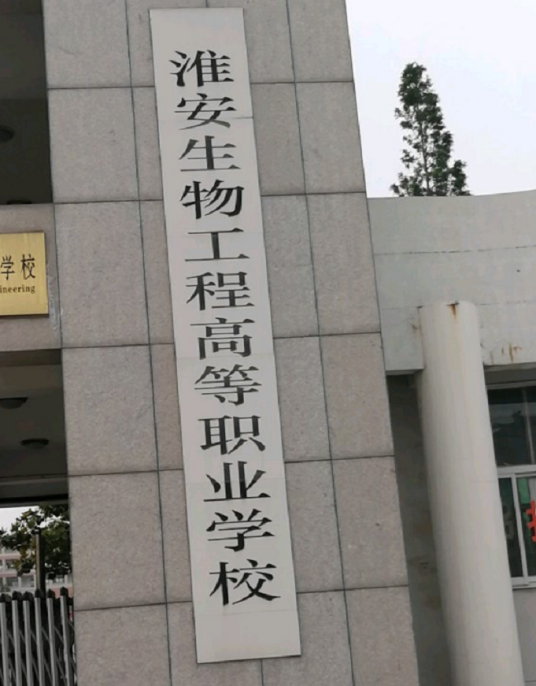 淮安生物工程高等职业学校
学校
ineering